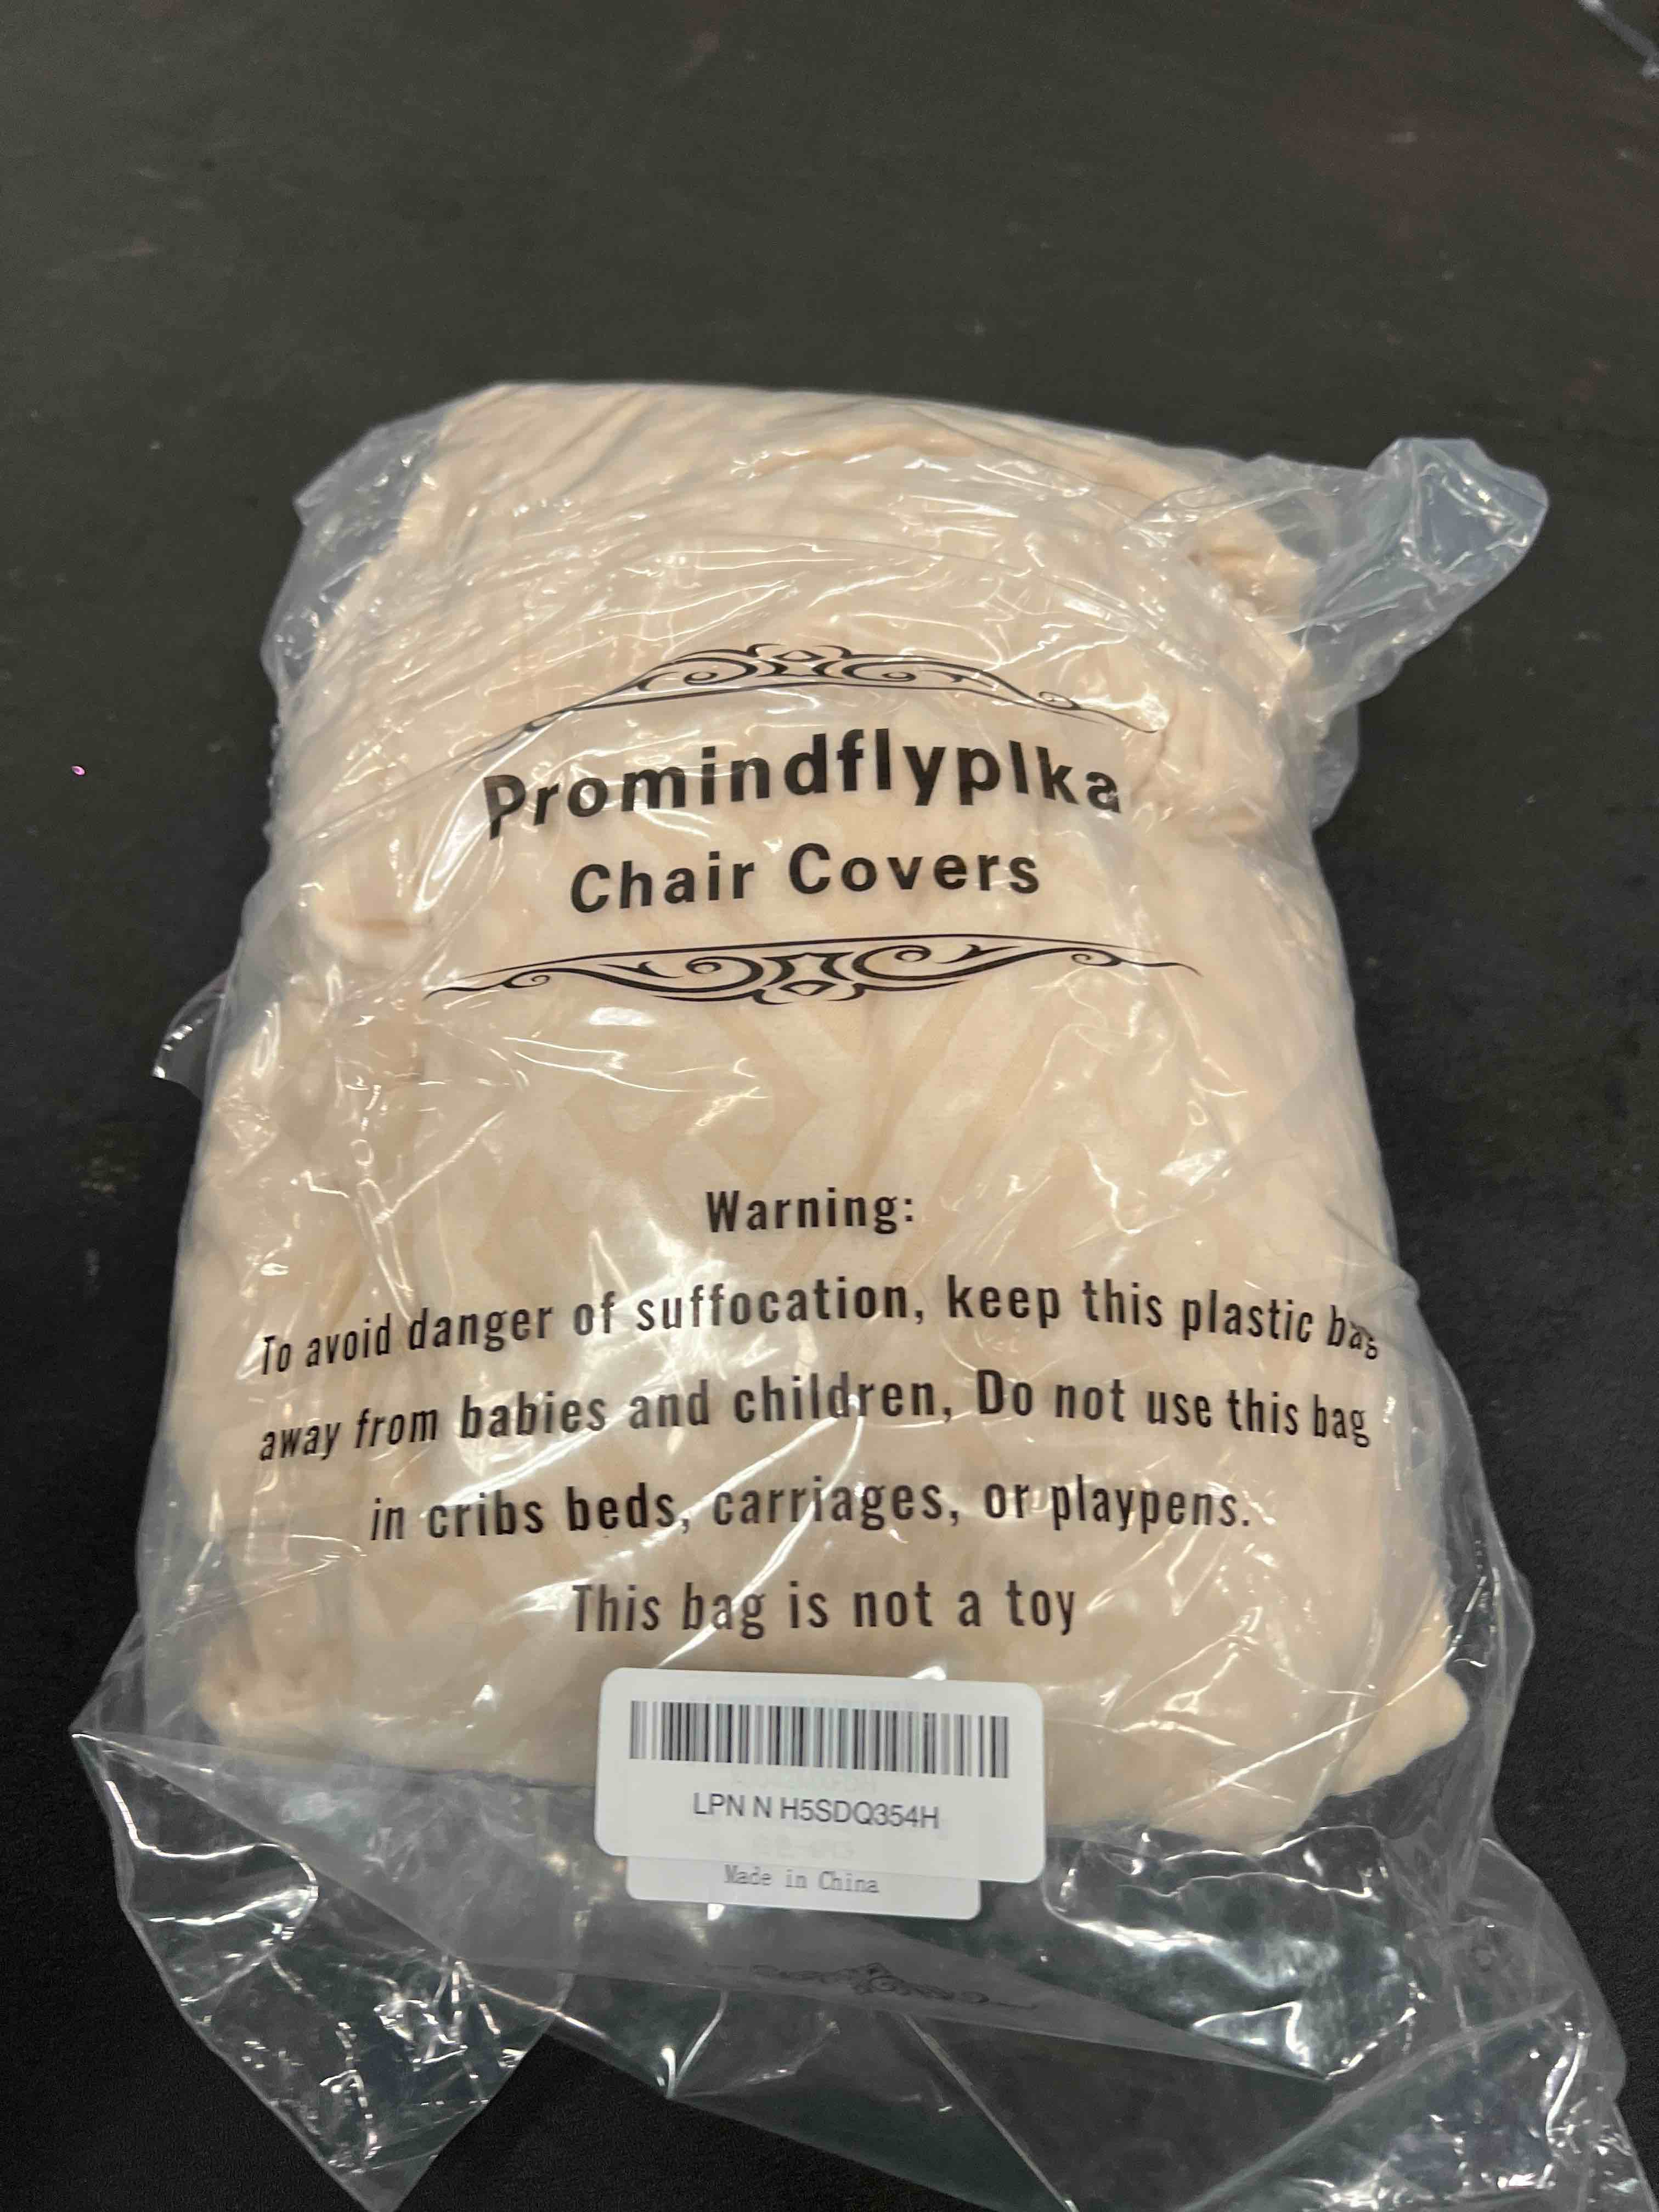 Promindflyplka
Chair Covers
Warning:
To avoid danger of suffocation, keep this plastic bag
away from babies and children, Do not use this bag
in cribs beds, carriages, or playpens.
This bag is not a toy
LPN N H5SDQ354H
Made in China